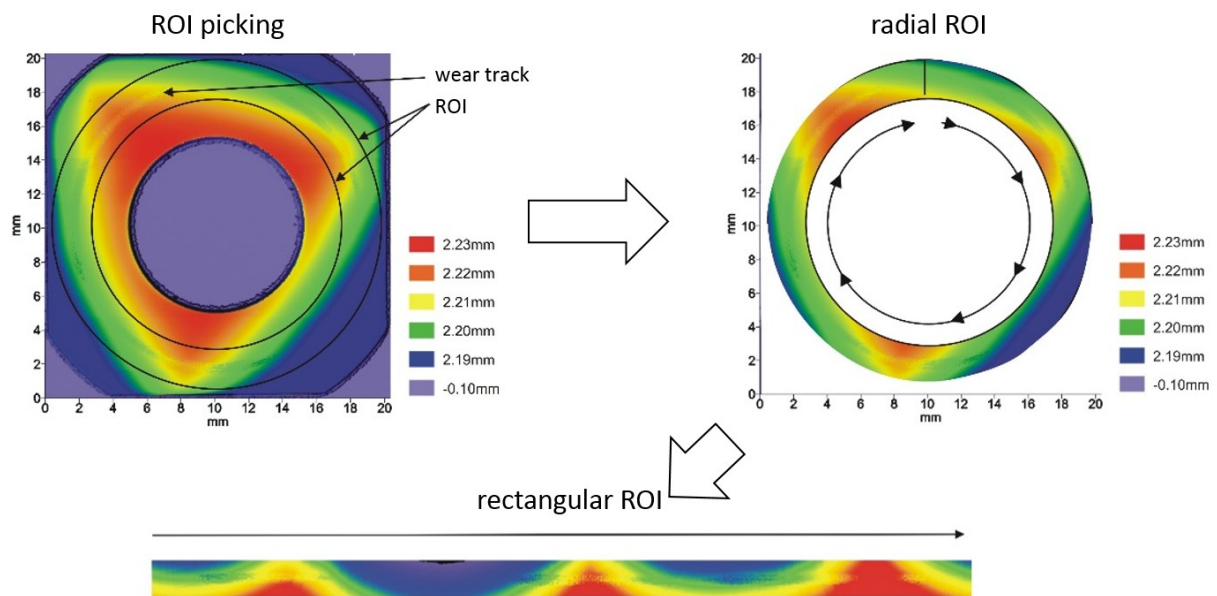 ROI picking
radial ROI
wear track
ROI
mm
20
18
16
14
12
10
8
6
4
2
0
0 2 4 6 8 10 12 14 16 18 20
mm
2.23mm
2.22mm
2.21mm
2.20mm
2.19mm
-0.10mm
mm
20
18
16
14
12
10
8
6
4
2
0
0 2 4 6 8 10 12 14 16 18 20
mm
2.23mm
2.22mm
2.21mm
2.20mm
2.19mm
-0.10mm
rectangular ROI